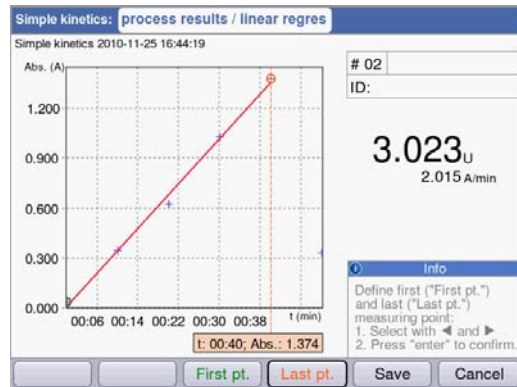 Simple kinetics: process results / linear regres
Simple kinetics 2010-11-25 16:44:19
Abs. (A)
1.200
0.900
0.600
0.300
0.000
00:06 00:14 00:22 00:30 00:38 t (min)
t: 00:40; Abs.: 1.374
# 02
ID:
3.023U
2.015 A/min
Info
Define first ("First pt.")
and last ("Last pt.")
measuring point:
1. Select with ◀ and ▶
2. Press "enter" to confirm.
First pt. Last pt. Save Cancel